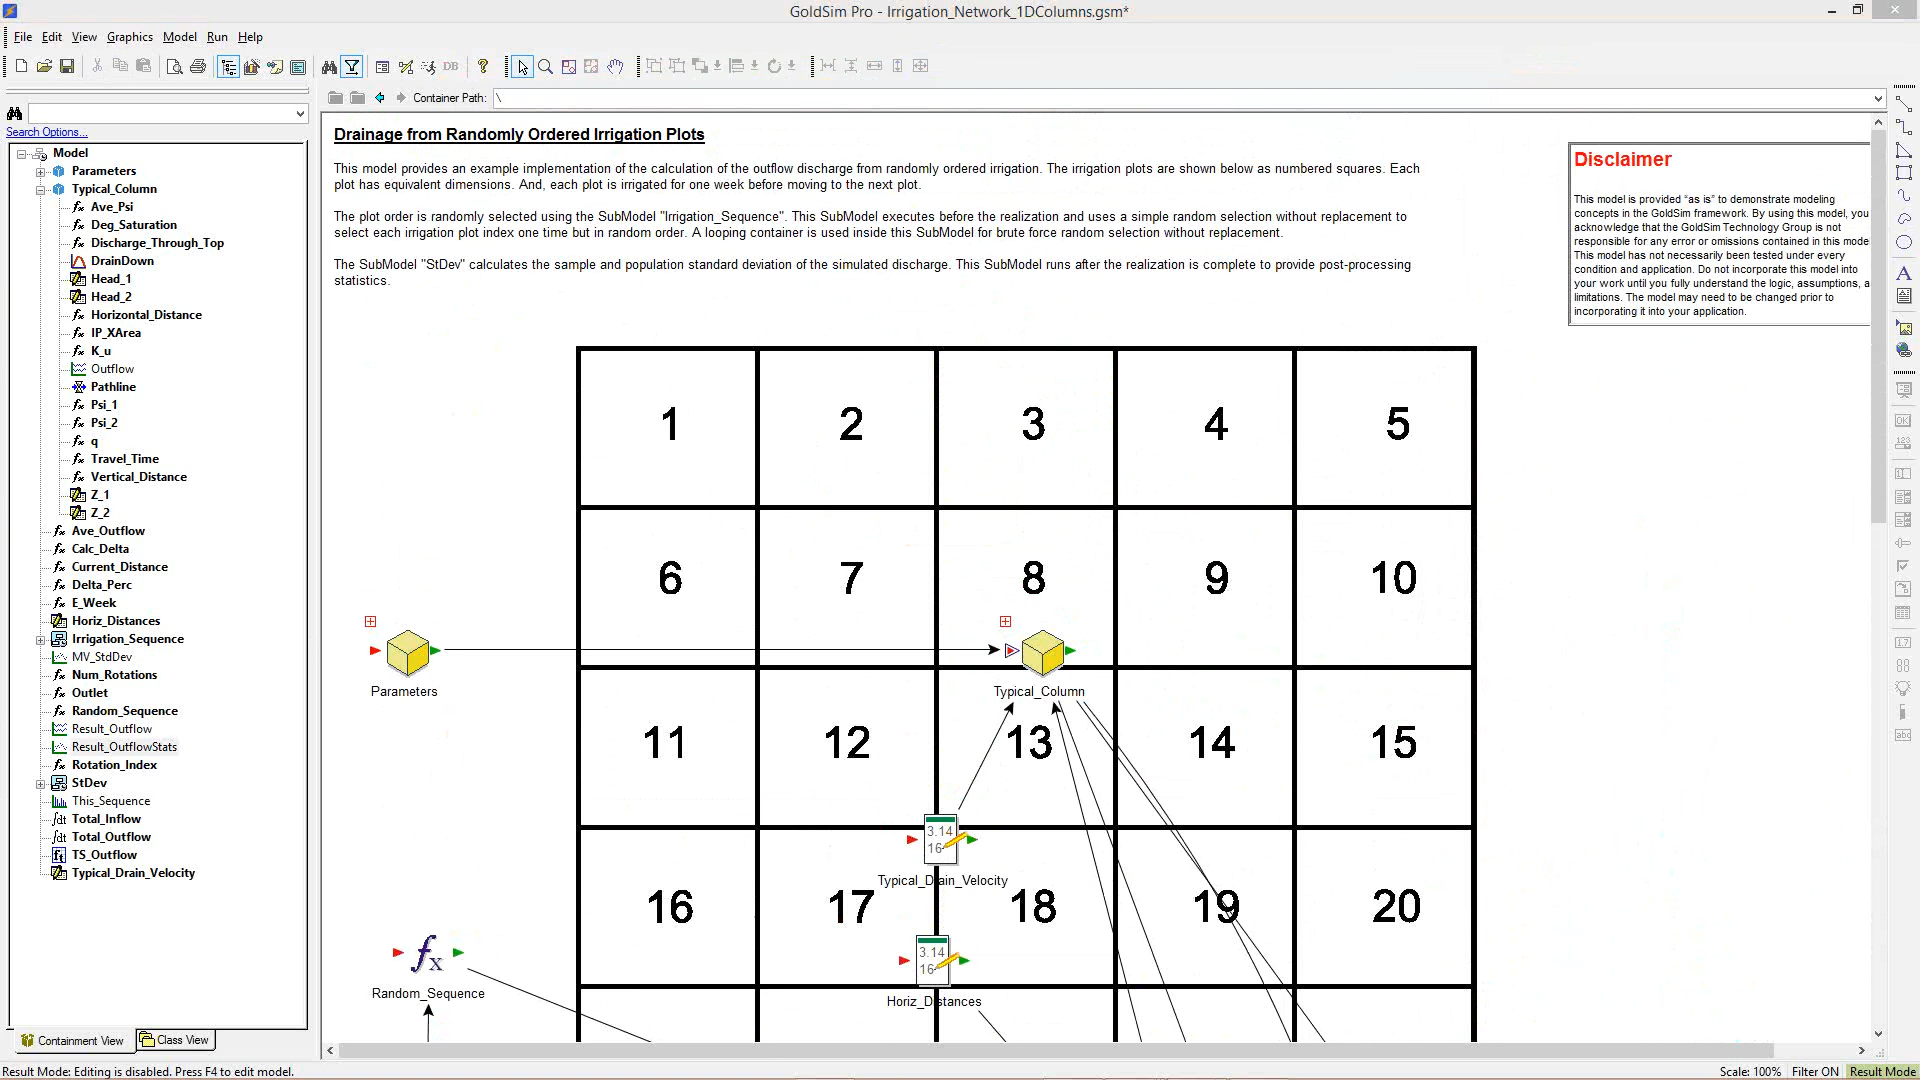 GoldSim Pro - Irrigation_Network_1DColumns.gsm*
File Edit View Graphics Model Run Help
DB
Container Path: \
Search Options...
Model
Parameters
Typical_Column
Ave_Psi
Deg_Saturation
Discharge_Through_Top
DrainDown
Head_1
Head_2
Horizontal_Distance
IP_XArea
K_u
Outflow
Pathline
Psi_1
Psi_2
q
Travel_Time
Vertical_Distance
Z_1
Z_2
Ave_Outflow
Calc_Delta
Current_Distance
Delta_Perc
E_Week
Horiz_Distances
Irrigation_Sequence
MV_StdDev
Num_Rotations
Outlet
Random_Sequence
Result_Outflow
Result_OutflowStats
Rotation_Index
StDev
This_Sequence
Total_Inflow
Total_Outflow
TS_Outflow
Typical_Drain_Velocity
Containment View
Class View
Drainage from Randomly Ordered Irrigation Plots
This model provides an example implementation of the calculation of the outflow discharge from randomly ordered irrigation. The irrigation plots are shown below as numbered squares. Each
plot has equivalent dimensions. And, each plot is irrigated for one week before moving to the next plot.
The plot order is randomly selected using the SubModel "Irrigation_Sequence". This SubModel executes before the realization and uses a simple random selection without replacement to
select each irrigation plot index one time but in random order. A looping container is used inside this SubModel for brute force random selection without replacement.
The SubModel "StDev" calculates the sample and population standard deviation of the simulated discharge. This SubModel runs after the realization is complete to provide post-processing
statistics.
Disclaimer
This model is provided “as is” to demonstrate modeling
concepts in the GoldSim framework. By using this model, you
acknowledge that the GoldSim Technology Group is not
responsible for any error or omissions contained in this mode
This model has not necessarily been tested under every
condition and application. Do not incorporate this model into
your work until you fully understand the logic, assumptions, a
limitations. The model may need to be changed prior to
incorporating it into your application.
1 2 3 4 5
6 7 8 9 10
Parameters
Typical_Column
11 12 13 14 15
3.14
16
Typical_Drain_Velocity
16 17 18 19 20
fx
3.14
16
Random_Sequence
Horiz_Distances
Result Mode: Editing is disabled. Press F4 to edit model.
Scale: 100% Filter ON Result Mode